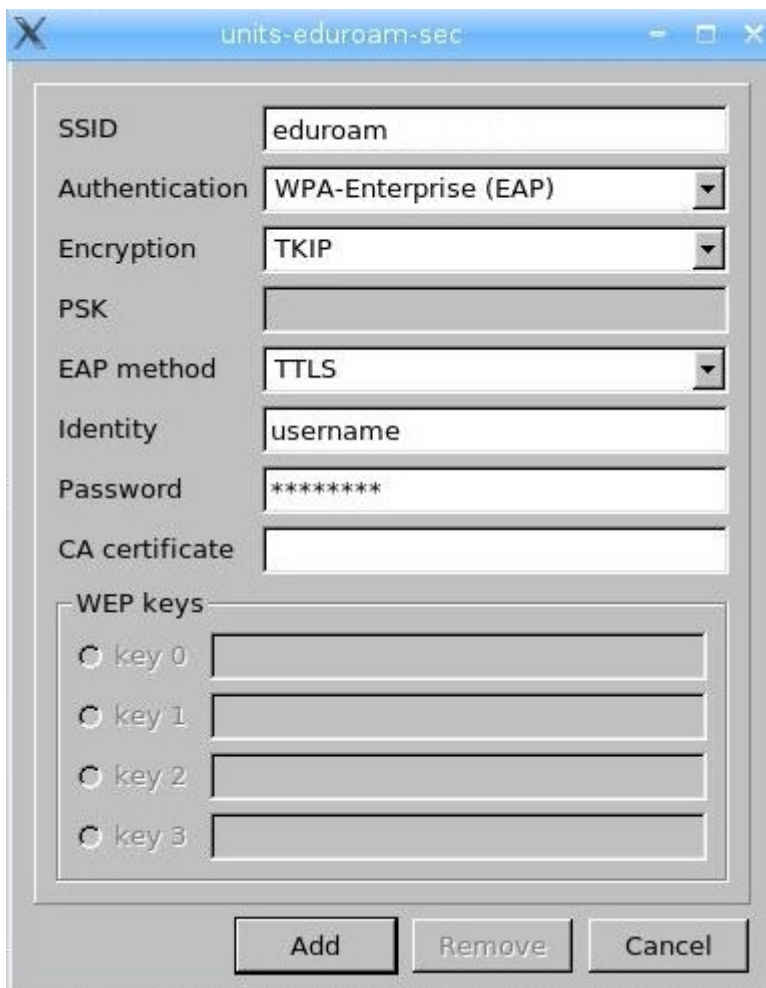 units-eduroam-sec
SSID eduroam
Authentication WPA-Enterprise (EAP)
Encryption TKIP
PSK
EAP method TTLS
Identity username
Password ********
CA certificate
WEP keys
key 0
key 1
key 2
key 3
Add Remove Cancel